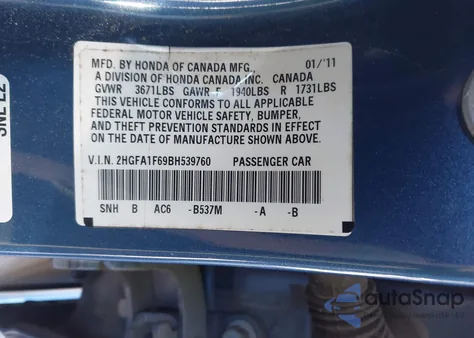 MFD. BY HONDA OF CANADA MFG., 01/'11
A DIVISION OF HONDA CANADA INC. CANADA
GVWR 3671LBS GAWR F 1940LBS R 1731LBS
THIS VEHICLE CONFORMS TO ALL APPLICABLE
FEDERAL MOTOR VEHICLE SAFETY, BUMPER,
AND THEFT PREVENTION STANDARDS IN EFFECT
ON THE DATE OF MANUFACTURE SHOWN ABOVE.
V.I.N. 2HGFA1F69BH539760 PASSENGER CAR
SNH B AC6 -B537M -A -B
autoSnap